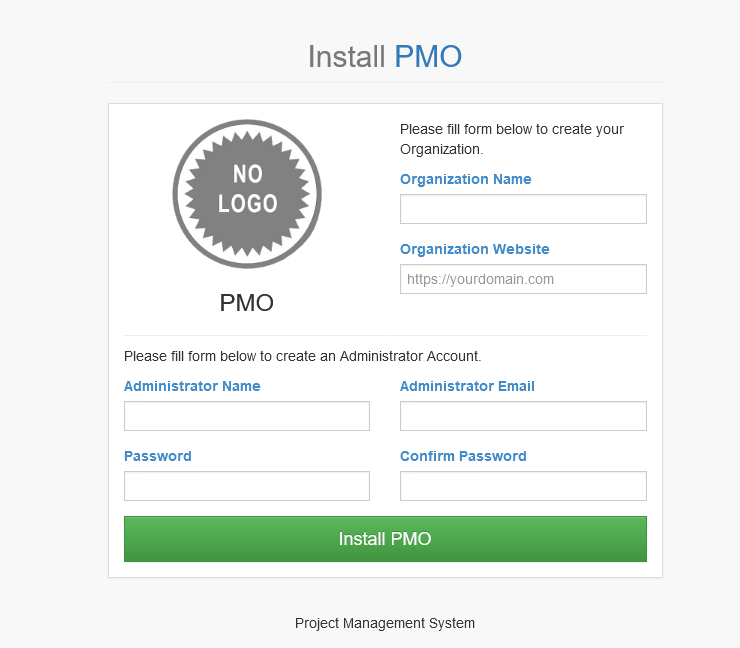 Install PMO
NO
LOGO
PMO
Please fill form below to create your
Organization.
Organization Name
Organization Website
https://yourdomain.com
Please fill form below to create an Administrator Account.
Administrator Name
Administrator Email
Password
Confirm Password
Install PMO
Project Management System